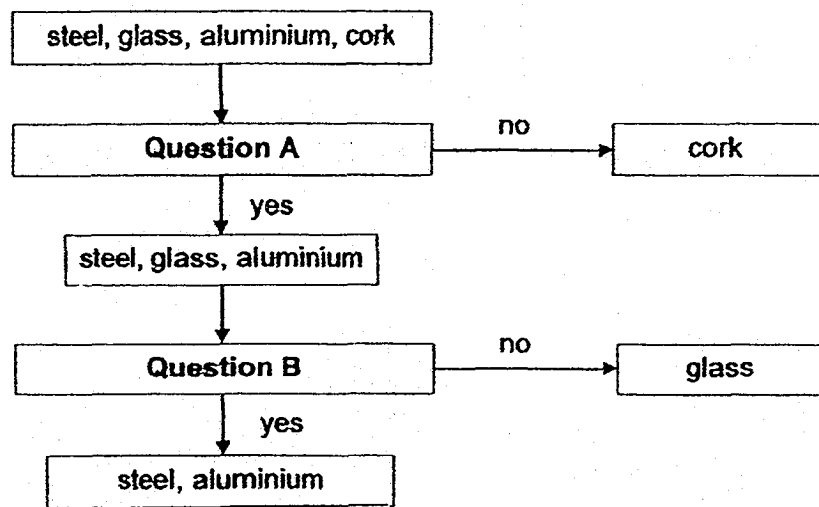 steel, glass, aluminium, cork
Question A
no
cork
yes
steel, glass, aluminium
Question B
no
glass
yes
steel, aluminium